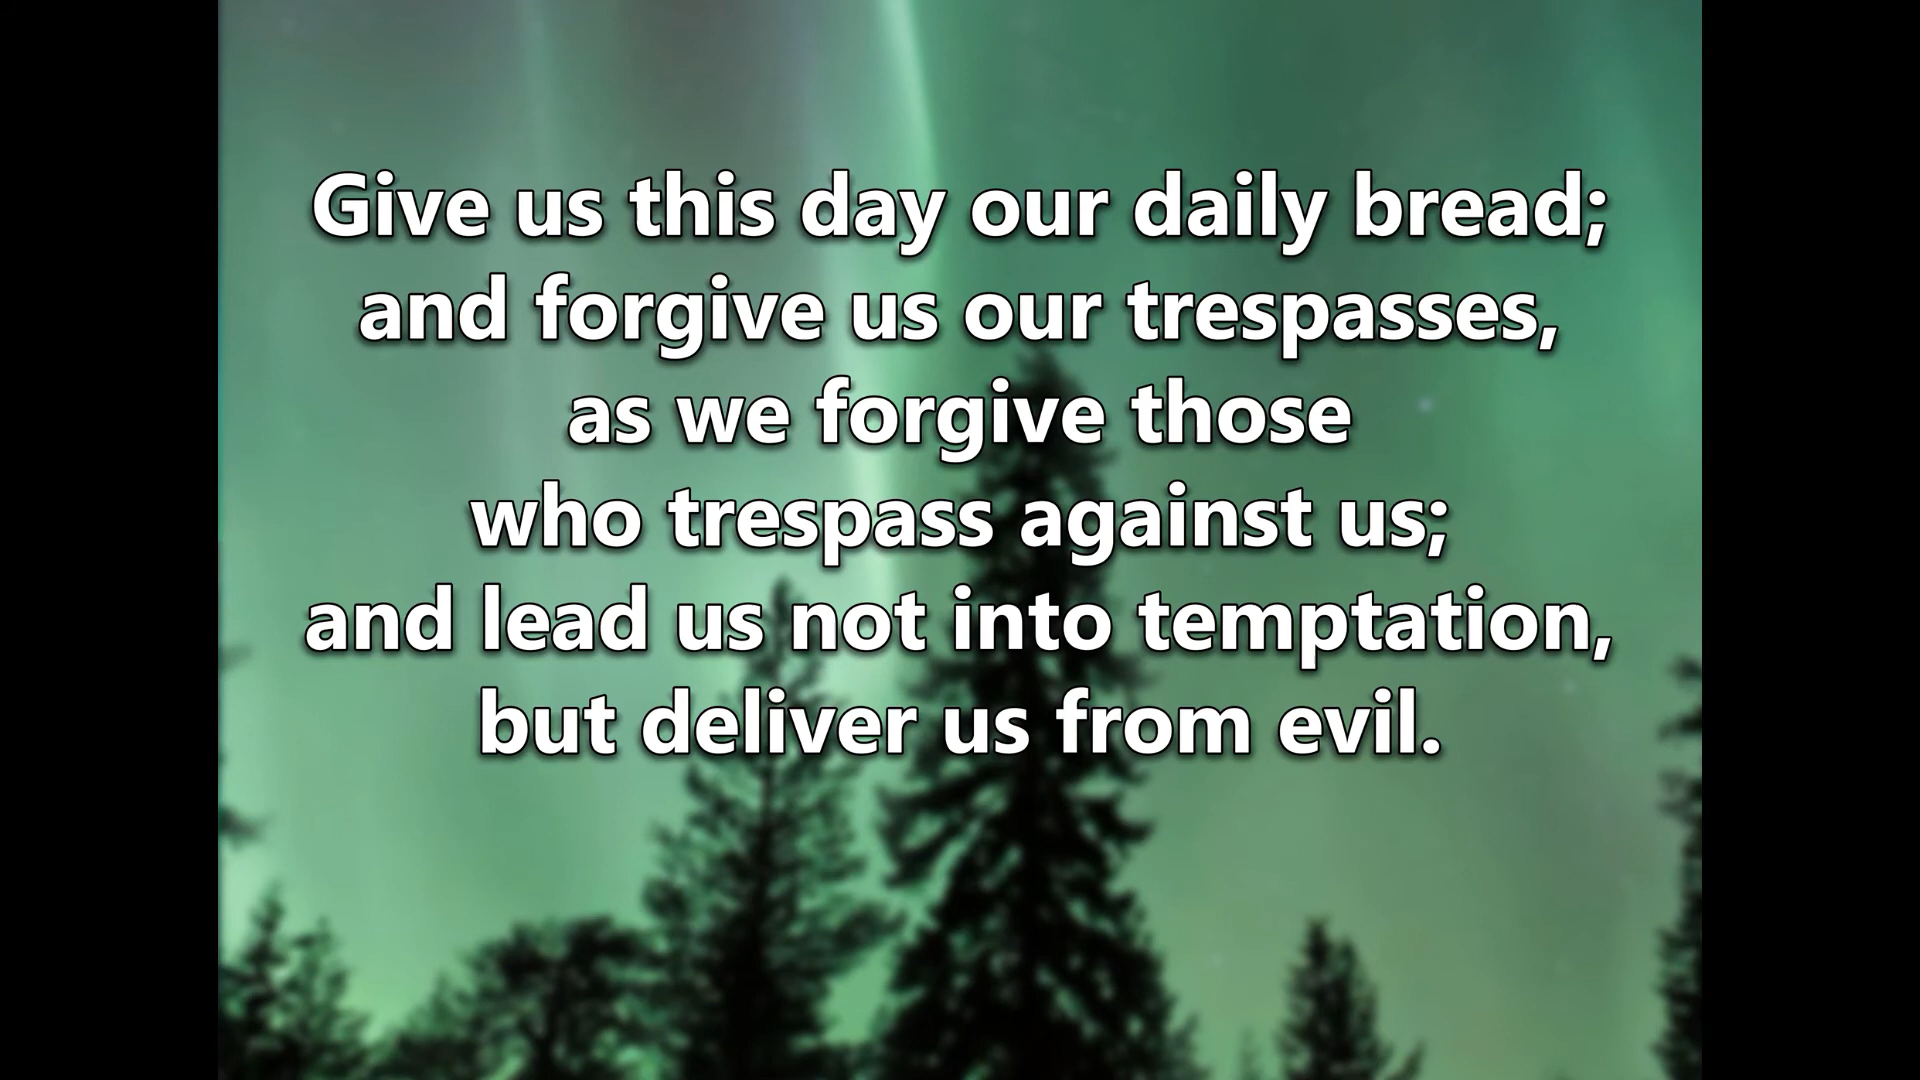 Give us this day our daily bread;
and forgive us our trespasses,
as we forgive those
who trespass against us;
and lead us not into temptation,
but deliver us from evil.